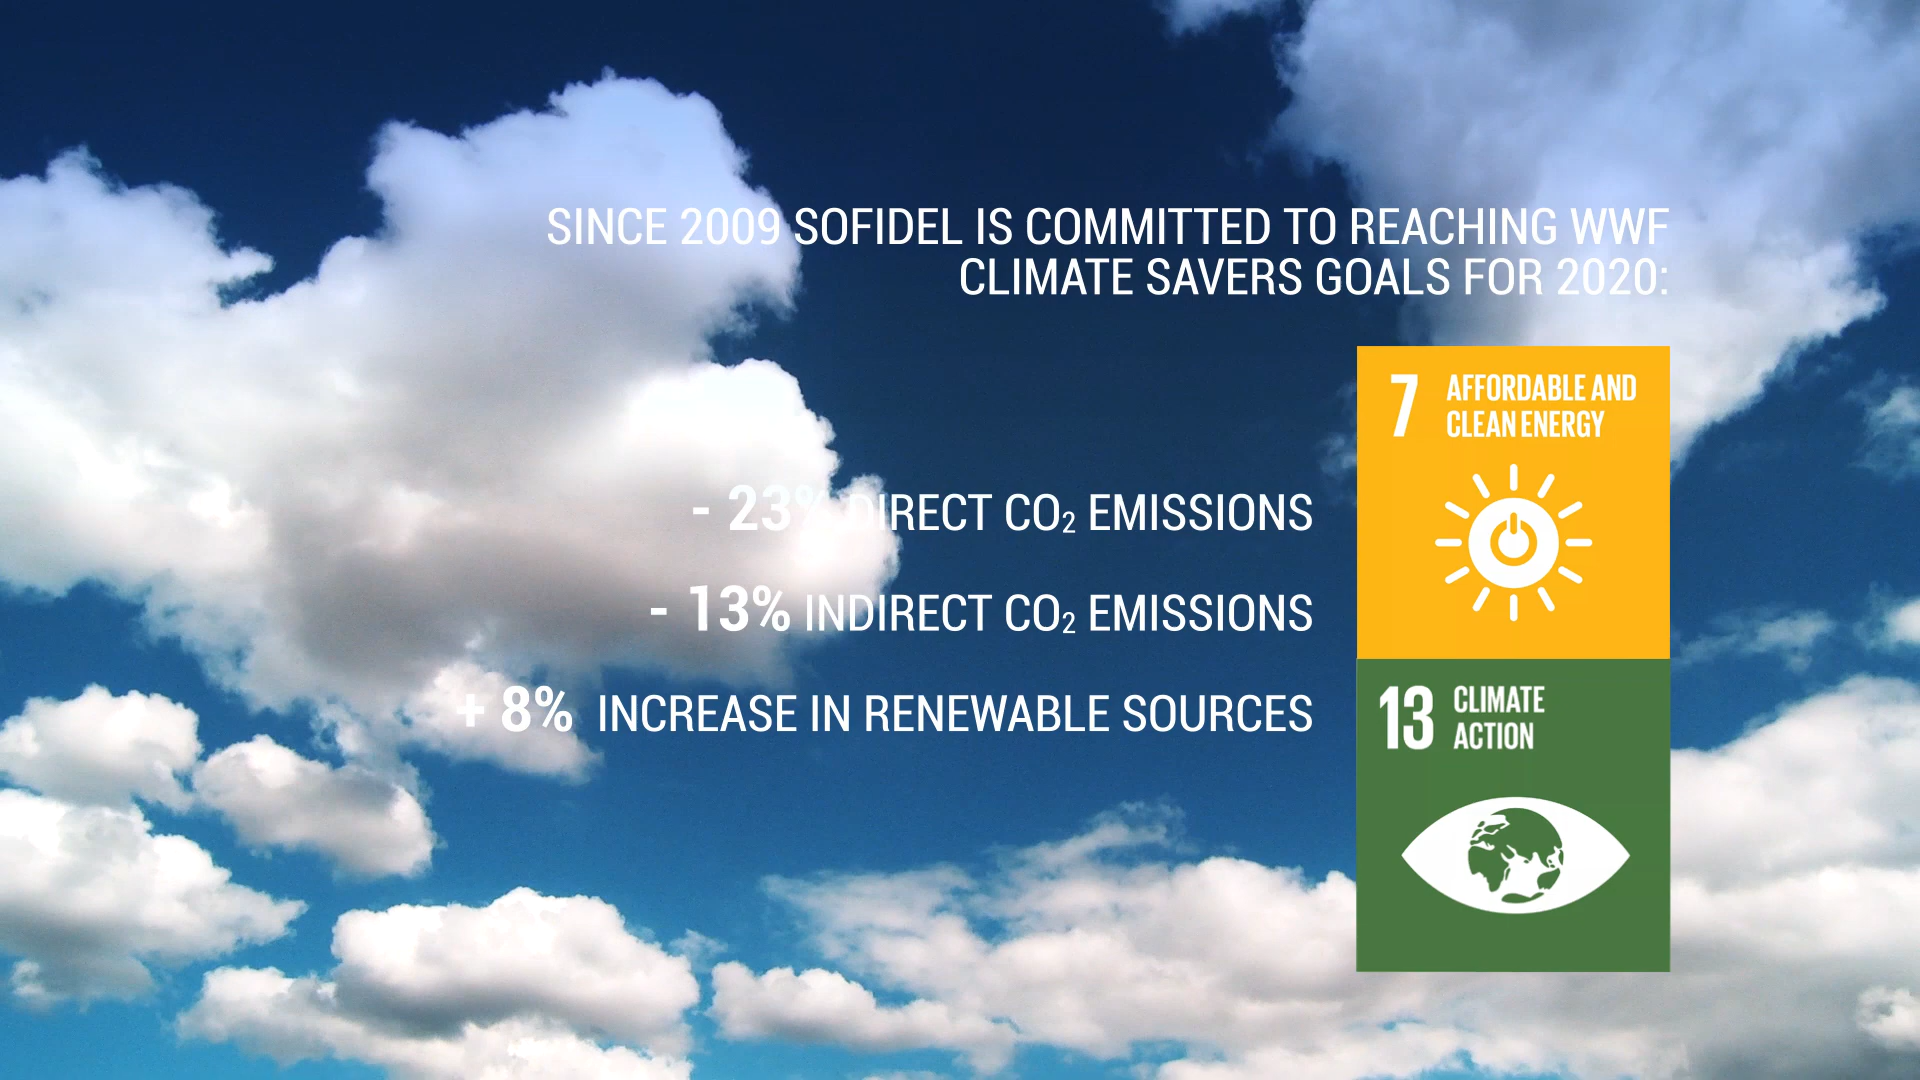 SINCE 2009 SOFIDEL IS COMMITTED TO REACHING WWF
CLIMATE SAVERS GOALS FOR 2020:
7 AFFORDABLE AND
CLEAN ENERGY
- 23% DIRECT CO₂ EMISSIONS
- 13% INDIRECT CO₂ EMISSIONS
+ 8% INCREASE IN RENEWABLE SOURCES
13 CLIMATE
ACTION